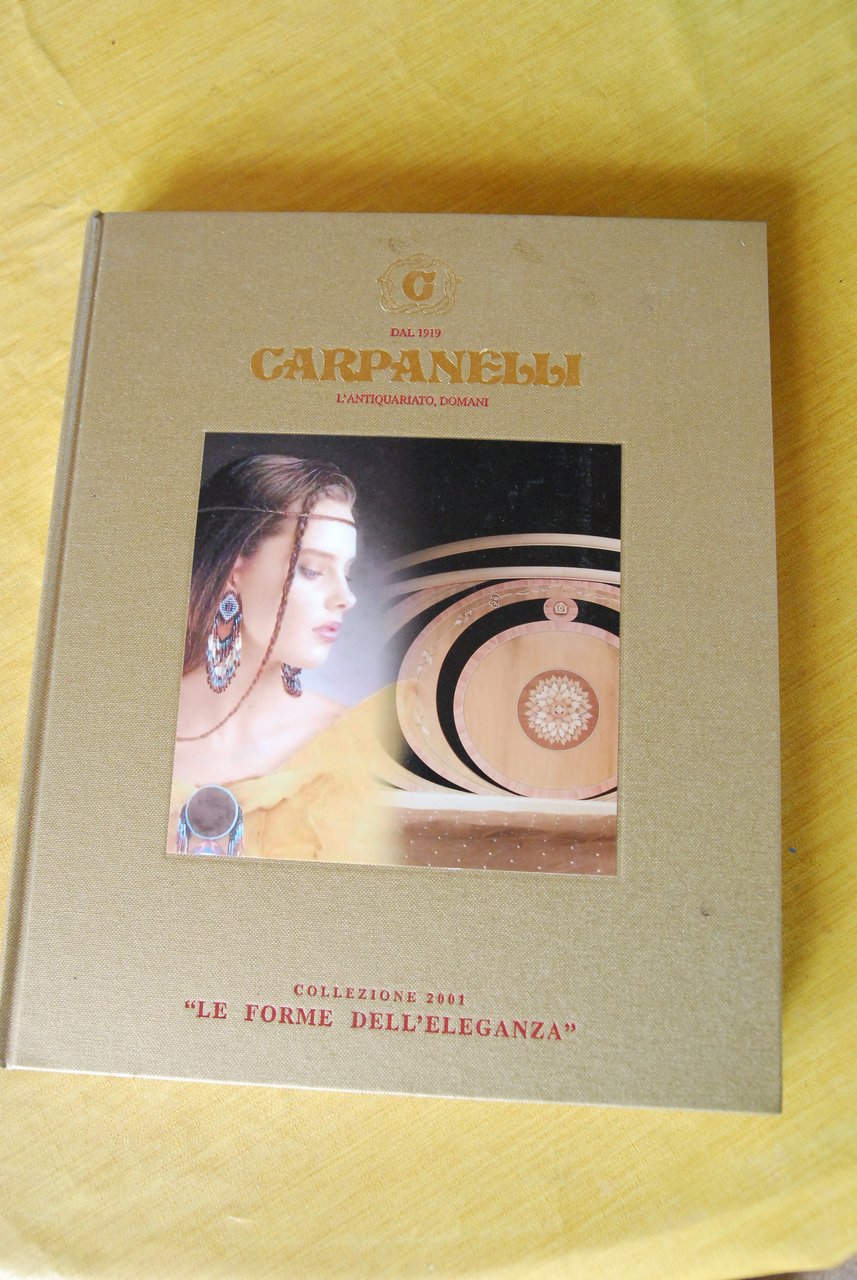 C
DAL 1919
CARPANELLI
L'ANTIQUARIATO, DOMANI
COLLEZIONE 2001
“LE FORME DELL'ELEGANZA”